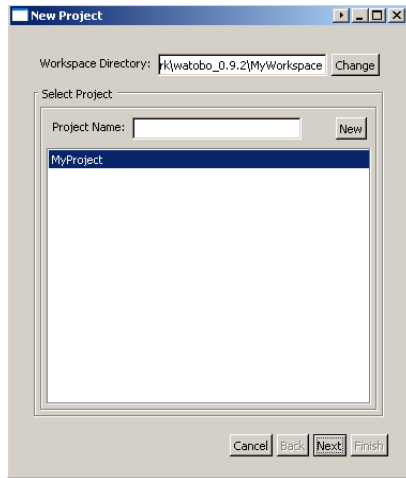 New Project
Workspace Directory: rk\watobo_0.9.2\MyWorkspace Change
Select Project
Project Name: New
MyProject
Cancel Back Next Finish